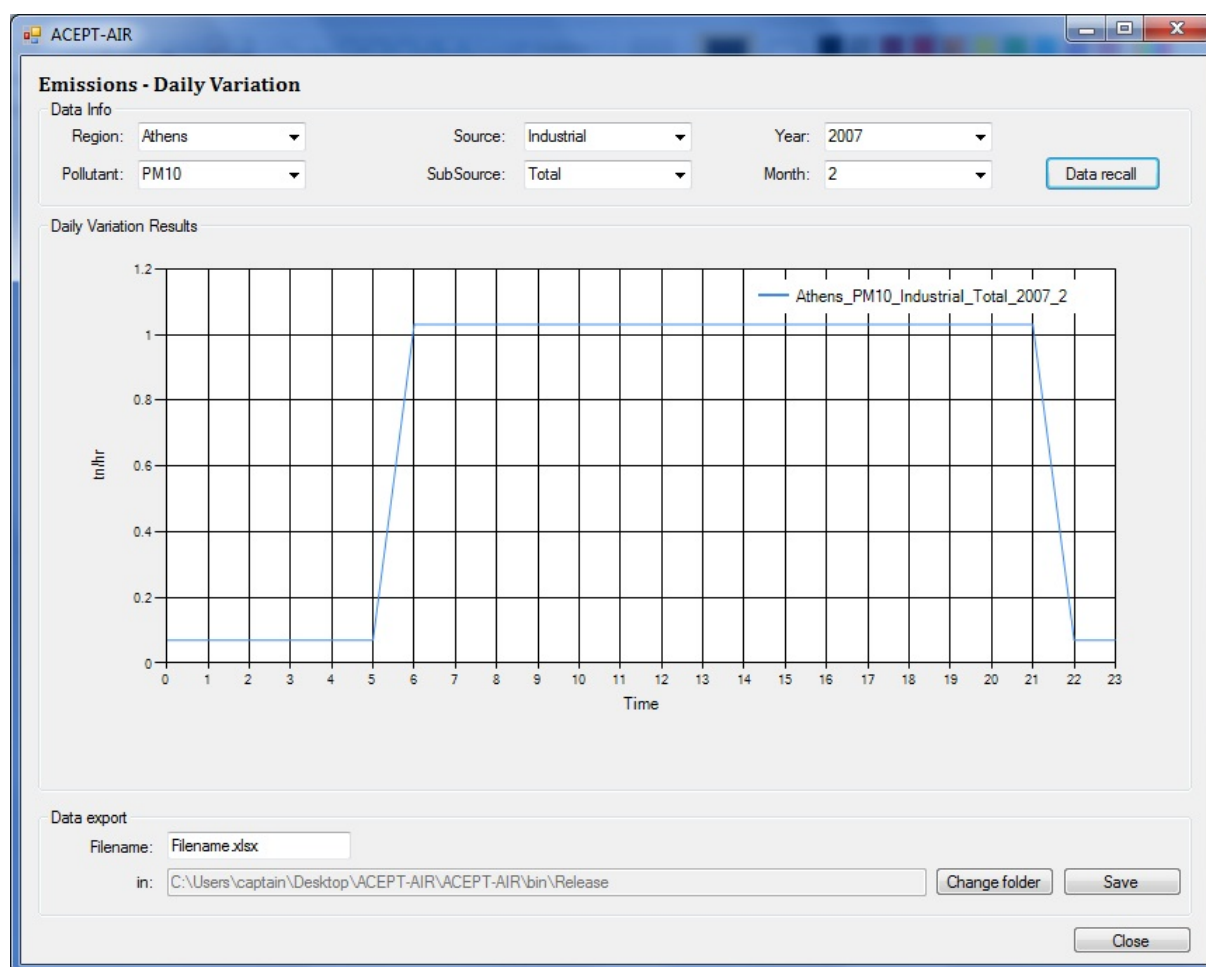 ACEPT-AIR
Emissions - Daily Variation
Data Info
Region: Athens Source: Industrial Year: 2007
Pollutant: PM10 SubSource: Total Month: 2 Data recall
Daily Variation Results
1.2
Athens_PM10_Industrial_Total_2007_2
1
0.8
0.6
tn/hr
0.4
0.2
0
0 1 2 3 4 5 6 7 8 9 10 11 12 13 14 15 16 17 18 19 20 21 22 23
Time
Data export
Filename: Filename.xlsx
in: C:\Users\captain\Desktop\ACEPT-AIR\ACEPT-AIR\bin\Release Change folder Save
Close